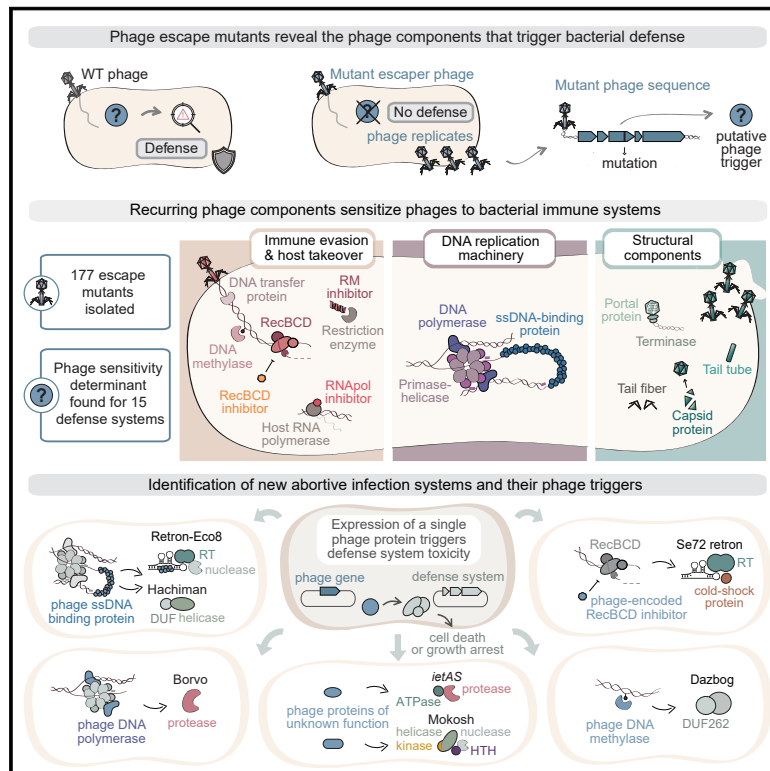 Phage escape mutants reveal the phage components that trigger bacterial defense
WT phage
?
Defense
Mutant escaper phage
?
No defense
phage replicates
Mutant phage sequence
mutation
?
putative
phage
trigger
Recurring phage components sensitize phages to bacterial immune systems
177 escape
mutants
isolated
?
Phage sensitivity
determinant
found for 15
defense systems
Immune evasion
& host takeover
DNA transfer
protein
RM
inhibitor
Restriction
enzyme
RecBCD
DNA
methylase
RecBCD
inhibitor
RNApol
inhibitor
Host RNA
polymerase
DNA replication
machinery
DNA
polymerase
ssDNA-binding
protein
Primase-
helicase
Structural
components
Portal
protein
Terminase
Tail tube
Tail fiber
Capsid
protein
Identification of new abortive infection systems and their phage triggers
Retron-Eco8
RT
nuclease
Hachiman
DUF helicase
phage ssDNA
binding protein
Expression of a single
phage protein triggers
defense system toxicity
phage gene
defense system
cell death
or growth arrest
RecBCD
Se72 retron
RT
cold-shock
protein
phage-encoded
RecBCD inhibitor
Borvo
protease
phage DNA
polymerase
ietAS
protease
ATPase
phage proteins of
unknown function
Mokosh
helicase
nuclease
kinase
HTH
Dazbog
DUF262
phage DNA
methylase